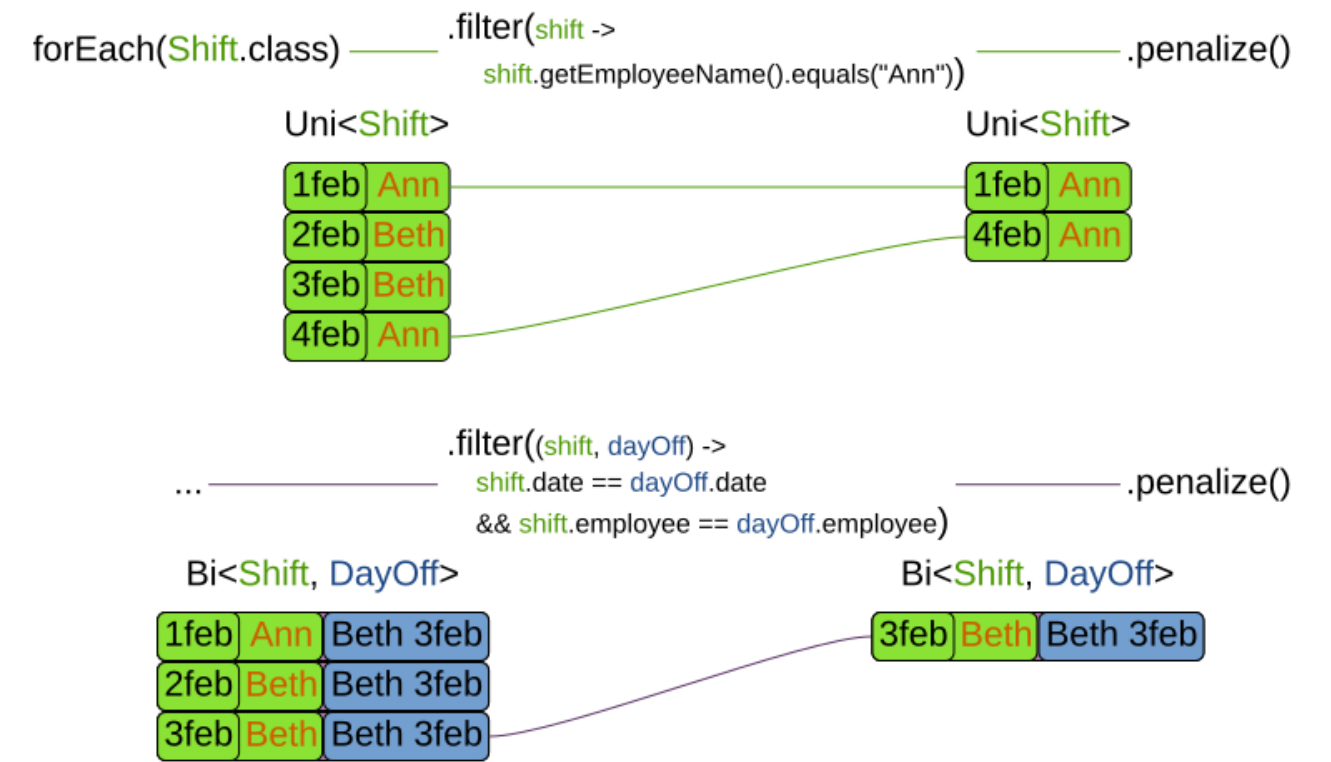 forEach(Shift.class) .filter(shift -> .penalize()
shift.getEmployeeName().equals("Ann"))
Uni<Shift> Uni<Shift>
1feb Ann 1feb Ann
2feb Beth 4feb Ann
3feb Beth
4feb Ann
.filter((shift, dayOff) ->
... shift.date == dayOff.date .penalize()
&& shift.employee == dayOff.employee)
Bi<Shift, DayOff> Bi<Shift, DayOff>
1feb Ann Beth 3feb 3feb Beth Beth 3feb
2feb Beth Beth 3feb
3feb Beth Beth 3feb